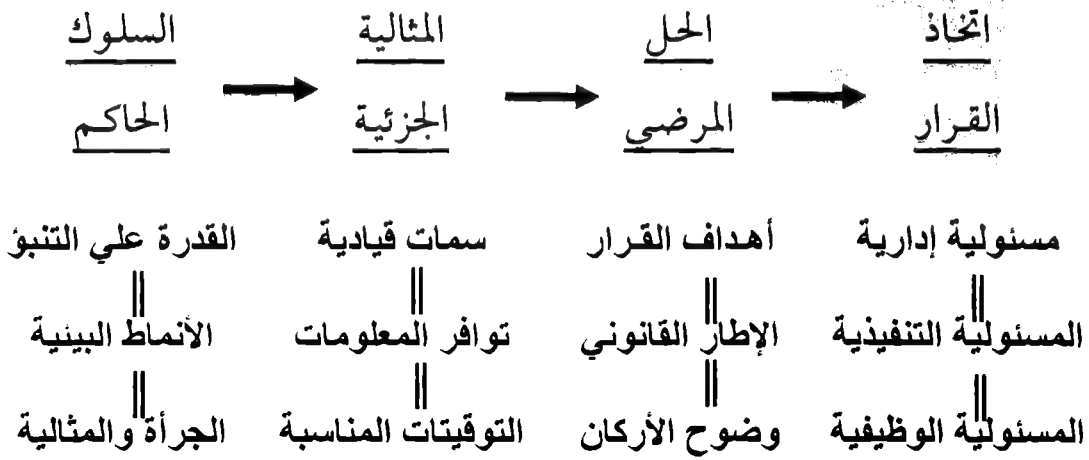 اتخاذ الحل المثالية السلوك
القرار المرضي الجزئية الحاكم
مسئولية إدارية أهداف القرار سمات قيادية القدرة علي التنبؤ
المسئولية التنفيذية الإطار القانوني توافر المعلومات الأنماط البيئية
المسئولية الوظيفية وضوح الأركان التوقيتات المناسبة الجرأة والمثالية